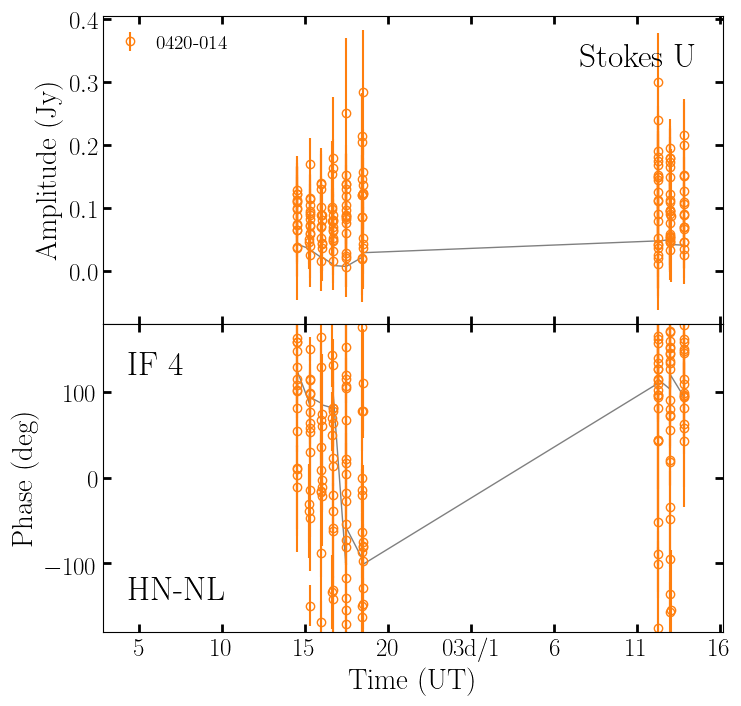 0.4
0420-014
Stokes U
0.3
0.2
Amplitude (Jy)
0.1
0.0
IF 4
100
Phase (deg)
0
−100
HN-NL
5 10 15 20 03d/1 6 11 16
Time (UT)